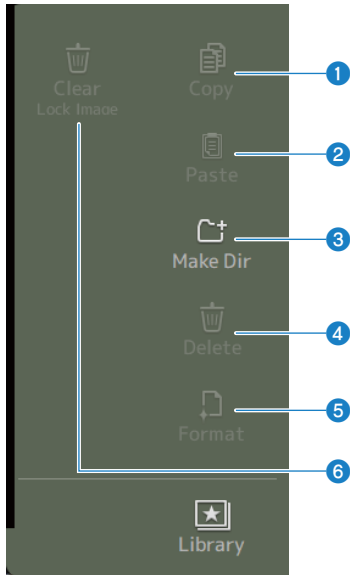 Clear
Lock Image
Copy
1
Paste
2
Make Dir
3
Delete
4
Format
5
6
Library